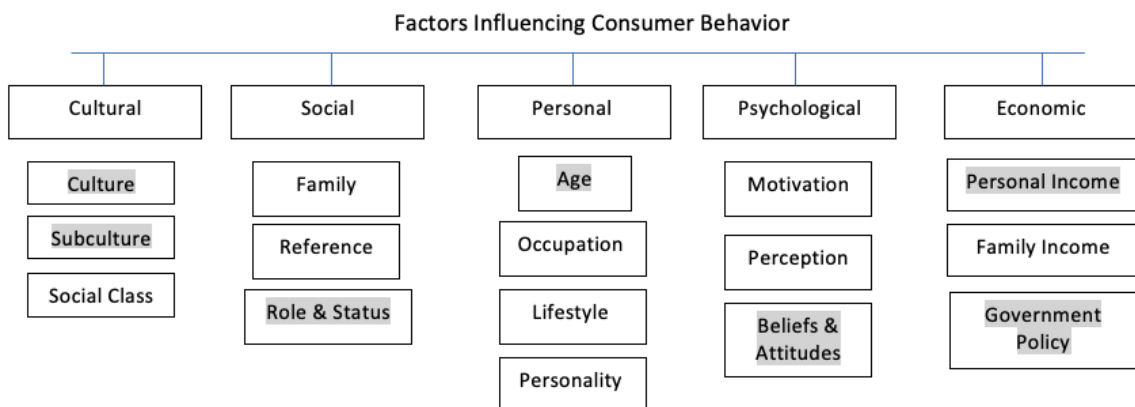 Factors Influencing Consumer Behavior
Cultural
Social
Personal
Psychological
Economic
Culture
Subculture
Social Class
Family
Reference
Role & Status
Age
Occupation
Lifestyle
Personality
Motivation
Perception
Beliefs &
Attitudes
Personal Income
Family Income
Government
Policy